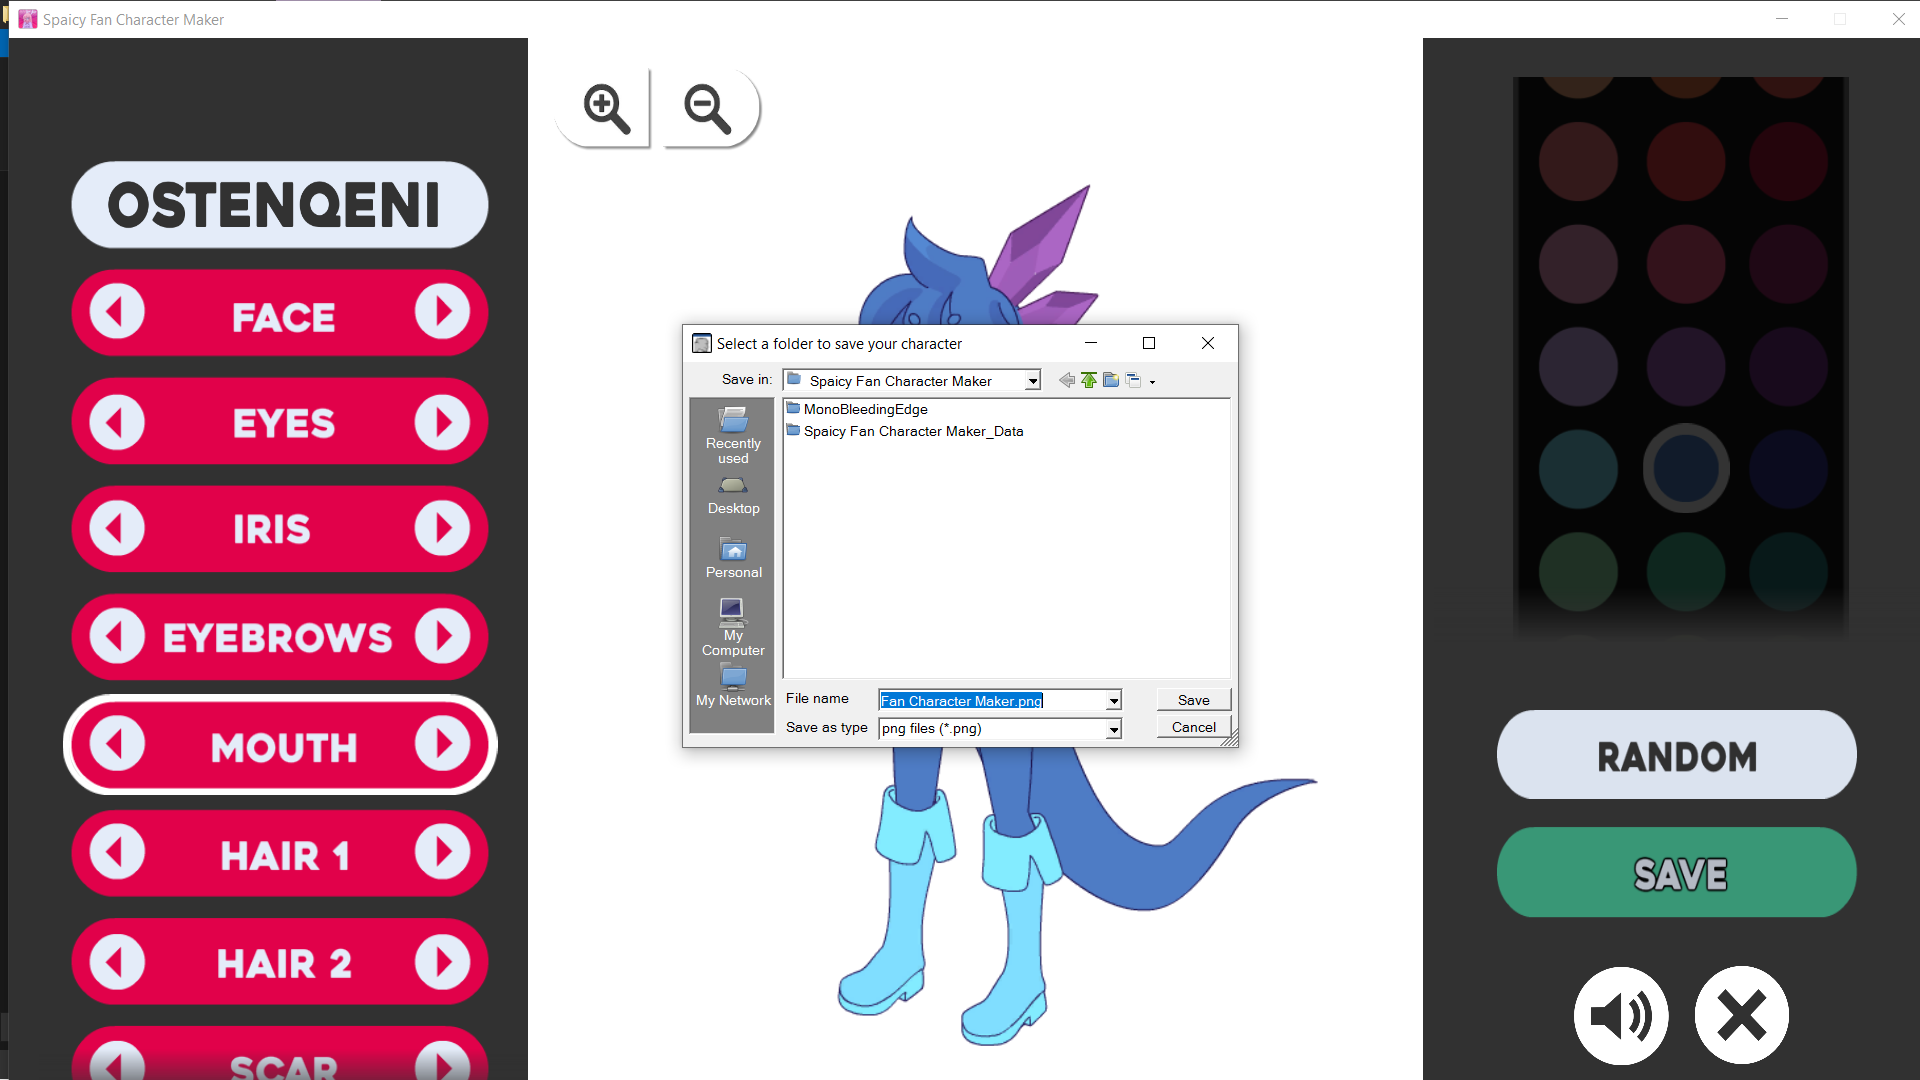 Spaicy Fan Character Maker
OSTENQENI
FACE
EYES
IRIS
EYEBROWS
MOUTH
HAIR 1
HAIR 2
SCAR
Select a folder to save your character
Save in:
Spaicy Fan Character Maker
Recently
used
Desktop
Personal
My
Computer
My Network
MonoBleedingEdge
Spaicy Fan Character Maker_Data
File name
Fan Character Maker.png
Save
Save as type
png files (*.png)
Cancel
RANDOM
SAVE